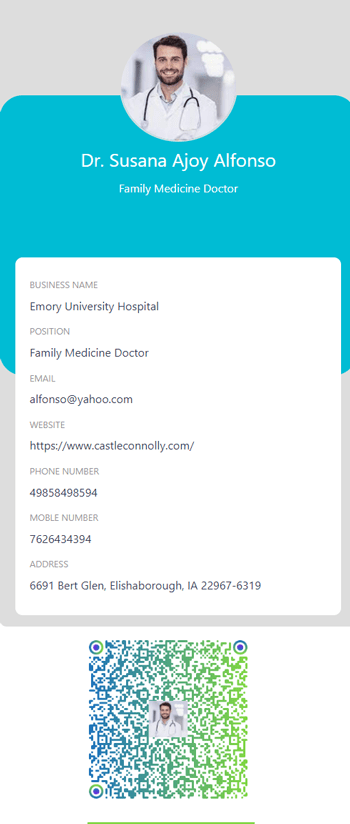 Dr. Susana Ajoy Alfonso
Family Medicine Doctor
BUSINESS NAME
Emory University Hospital
POSITION
Family Medicine Doctor
EMAIL
alfonso@yahoo.com
WEBSITE
https://www.castleconnolly.com/
PHONE NUMBER
49858498594
MOBLE NUMBER
7626434394
ADDRESS
6691 Bert Glen, Elishaborough, IA 22967-6319